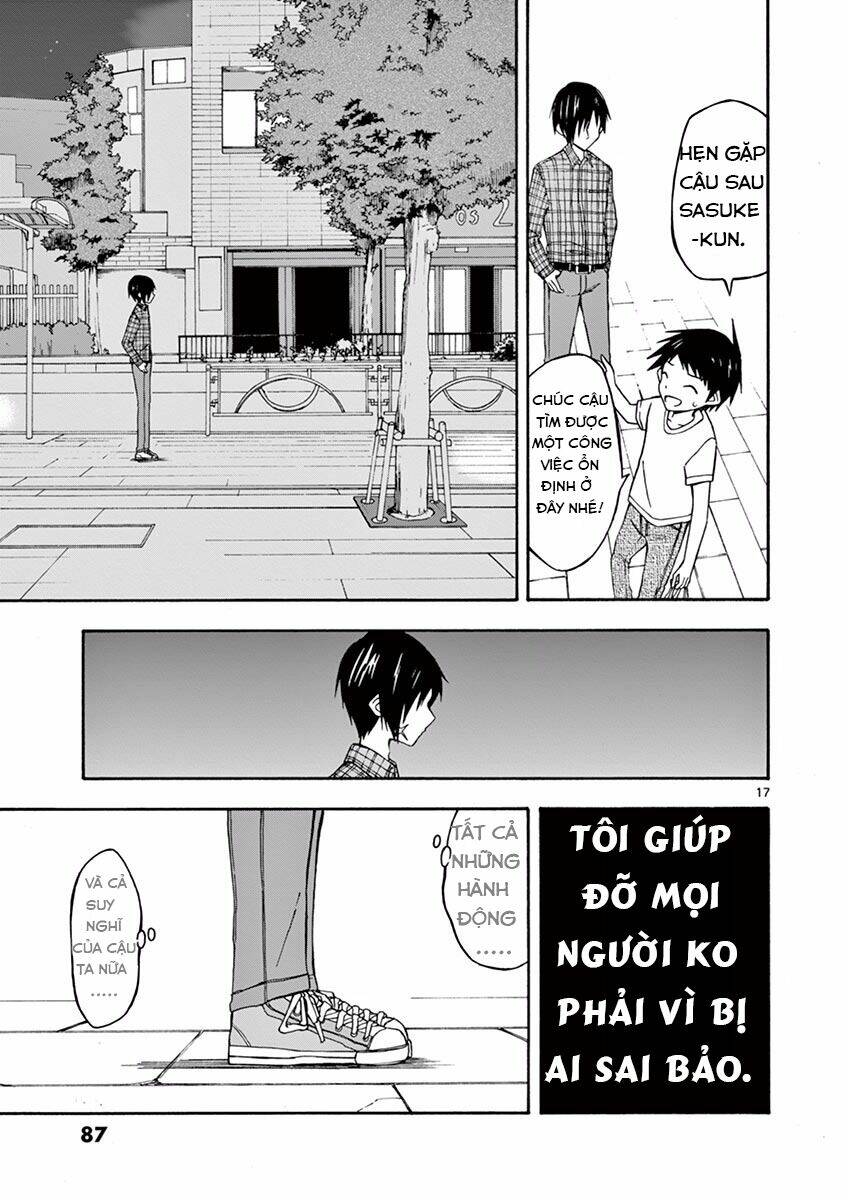 HẸN GẶP
CẬU SAU
SASUKE
-KUN.
CHÚC CẬU
TÌM ĐƯỢC
MỘT CÔNG
VIỆC ỔN
ĐỊNH Ở
ĐÂY NHÉ!
OS 2
17
TÔI GIÚP
ĐỠ MỌI
NGƯỜI KO
PHẢI VÌ BỊ
AI SAI BẢO.
TẤT CẢ
NHỮNG
HÀNH
ĐỘNG
.....
VÀ CẢ
SUY
NGHĨ
CỦA CẬU
TA NỮA
.....
87